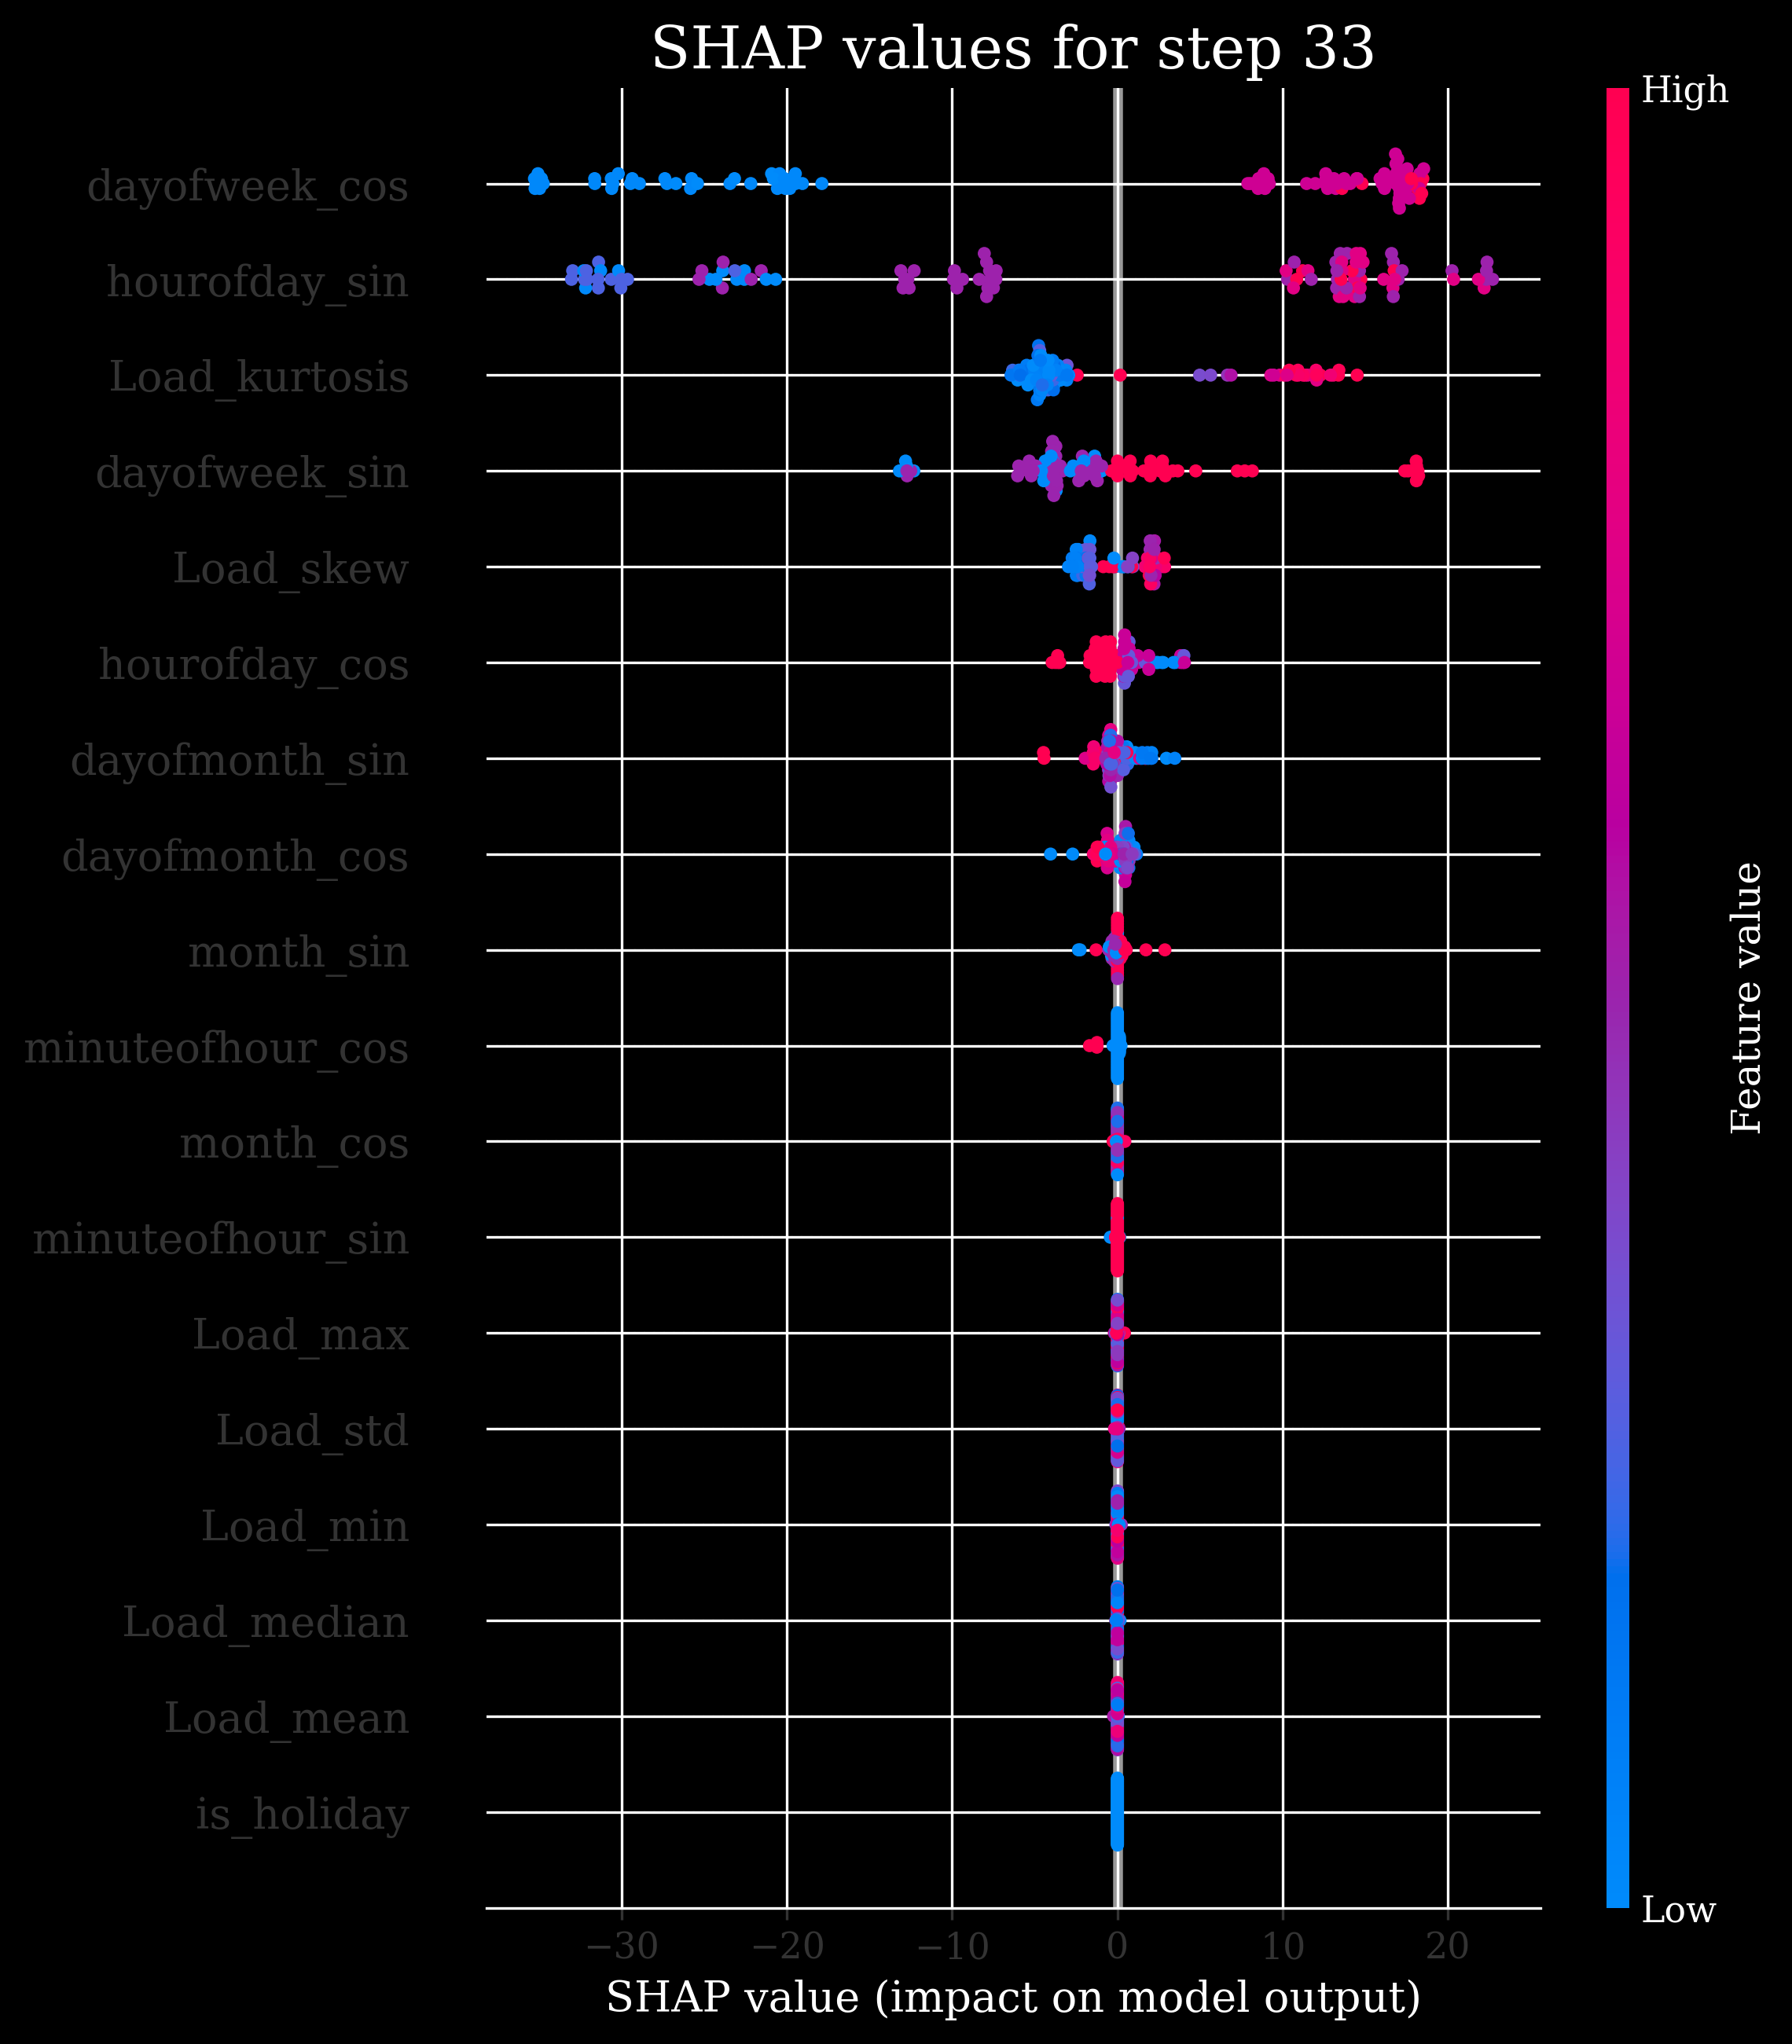 SHAP values for step 33
High
dayofweek_cos
hourofday_sin
Load_kurtosis
dayofweek_sin
Load_skew
hourofday_cos
dayofmonth_sin
dayofmonth_cos
month_sin
minuteofhour_cos
month_cos
minuteofhour_sin
Load_max
Load_std
Load_min
Load_median
Load_mean
is_holiday
Feature value
Low
−30 −20 −10 0 10 20
SHAP value (impact on model output)